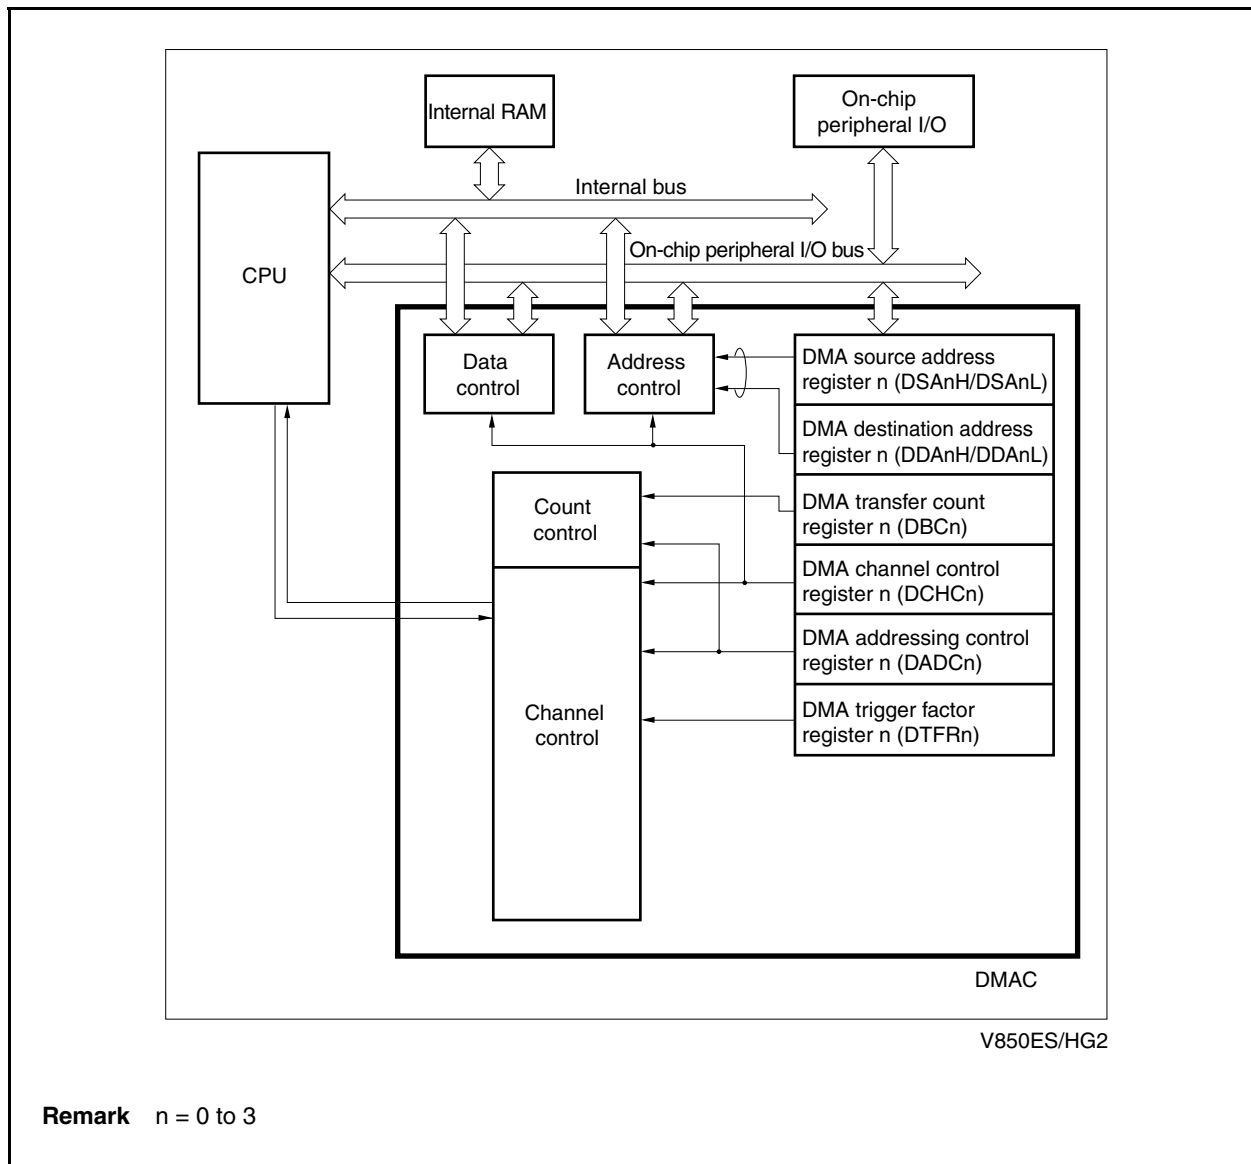 Internal RAM
On-chip
peripheral I/O
Internal bus
On-chip peripheral I/O bus
CPU
Data
control
Address
control
DMA source address
register n (DSAnH/DSAnL)
DMA destination address
register n (DDAnH/DDAnL)
Count
control
DMA transfer count
register n (DBCn)
DMA channel control
register n (DCHCn)
DMA addressing control
register n (DADCn)
Channel
control
DMA trigger factor
register n (DTFRn)
DMAC
V850ES/HG2
Remark n = 0 to 3